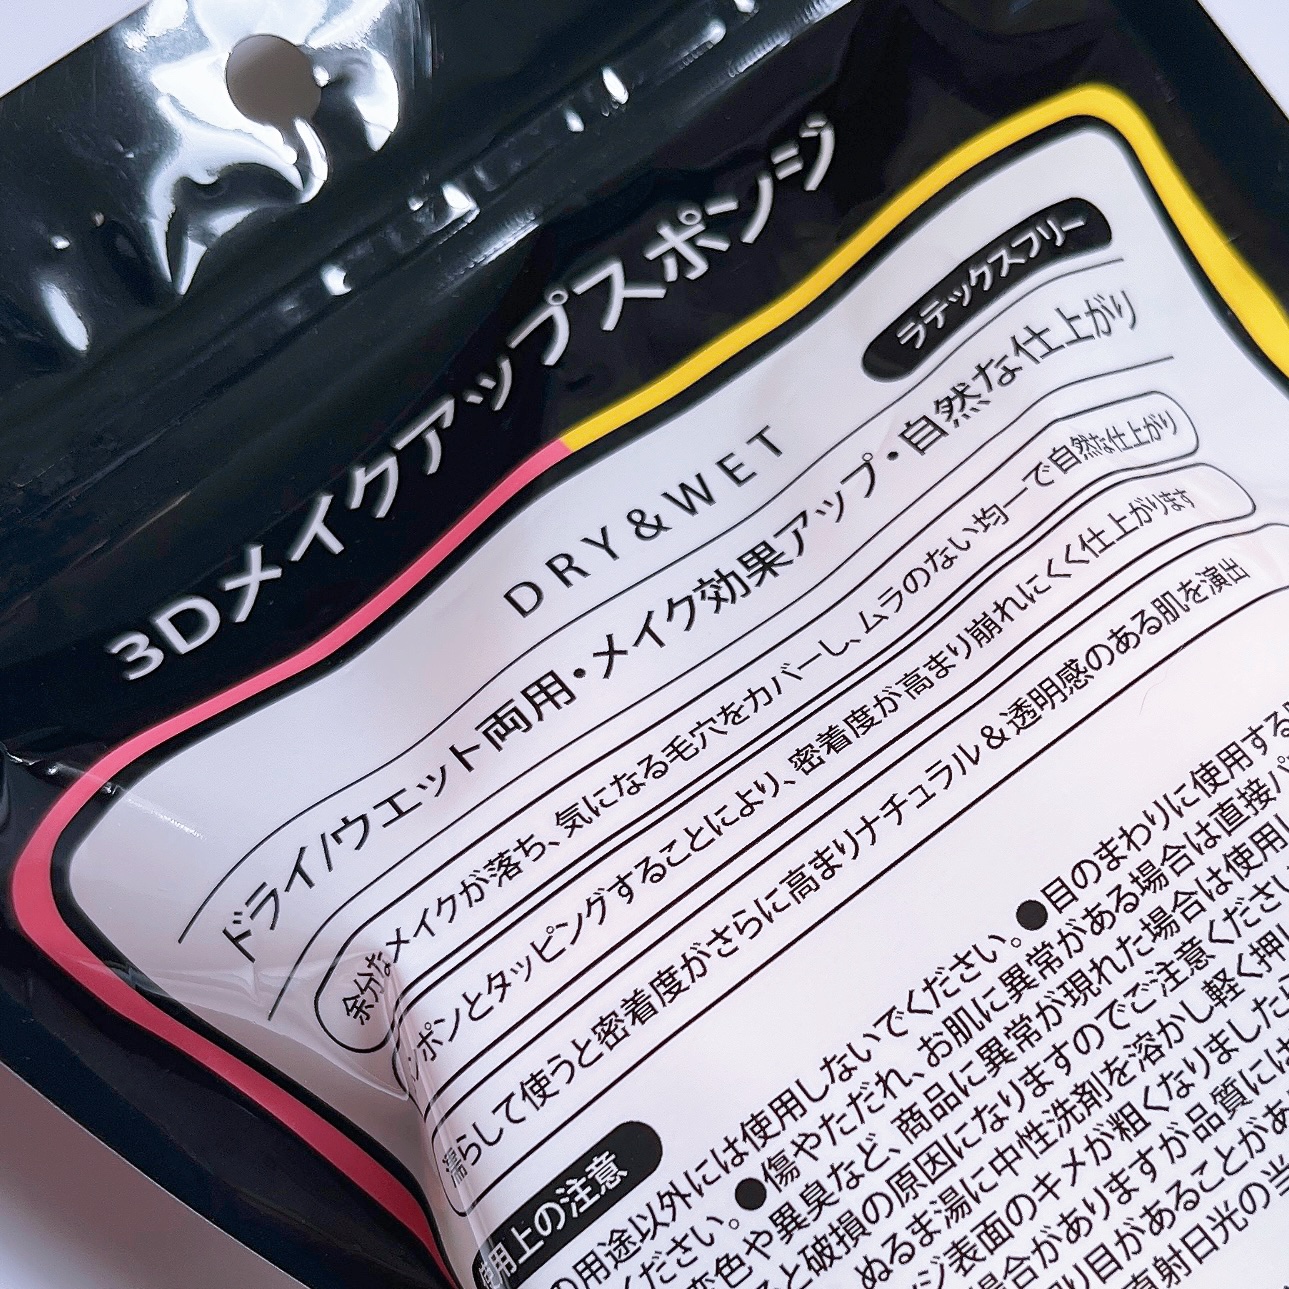 3Dメイクアップスポンジ
ラテックスフリー
DRY&WET
ドライ/ウエット両用・メイク効果アップ・自然な仕上がり
余分なメイクが落ち、気になる毛穴をカバーし、ムラのない均一で自然な仕上がり
ポンとタッピングすることにより、密着度が高まり崩れにくく仕上がります
濡らして使うと密着度がさらに高まりナチュラル&透明感のある肌を演出
使用上の注意
の用途以外には使用しないでください。●目のまわりに使用する
ください。●傷やただれ、お肌に異常がある場合は直接パ
変色や異臭など、商品に異常が現れた場合は使用し
と破損の原因になりますのでご注意ください
ぬるま湯に中性洗剤を溶かし軽く押し
ジ表面のキメが粗くなりましたら
場合がありますが品質には
り目があることがあ
直射日光の当